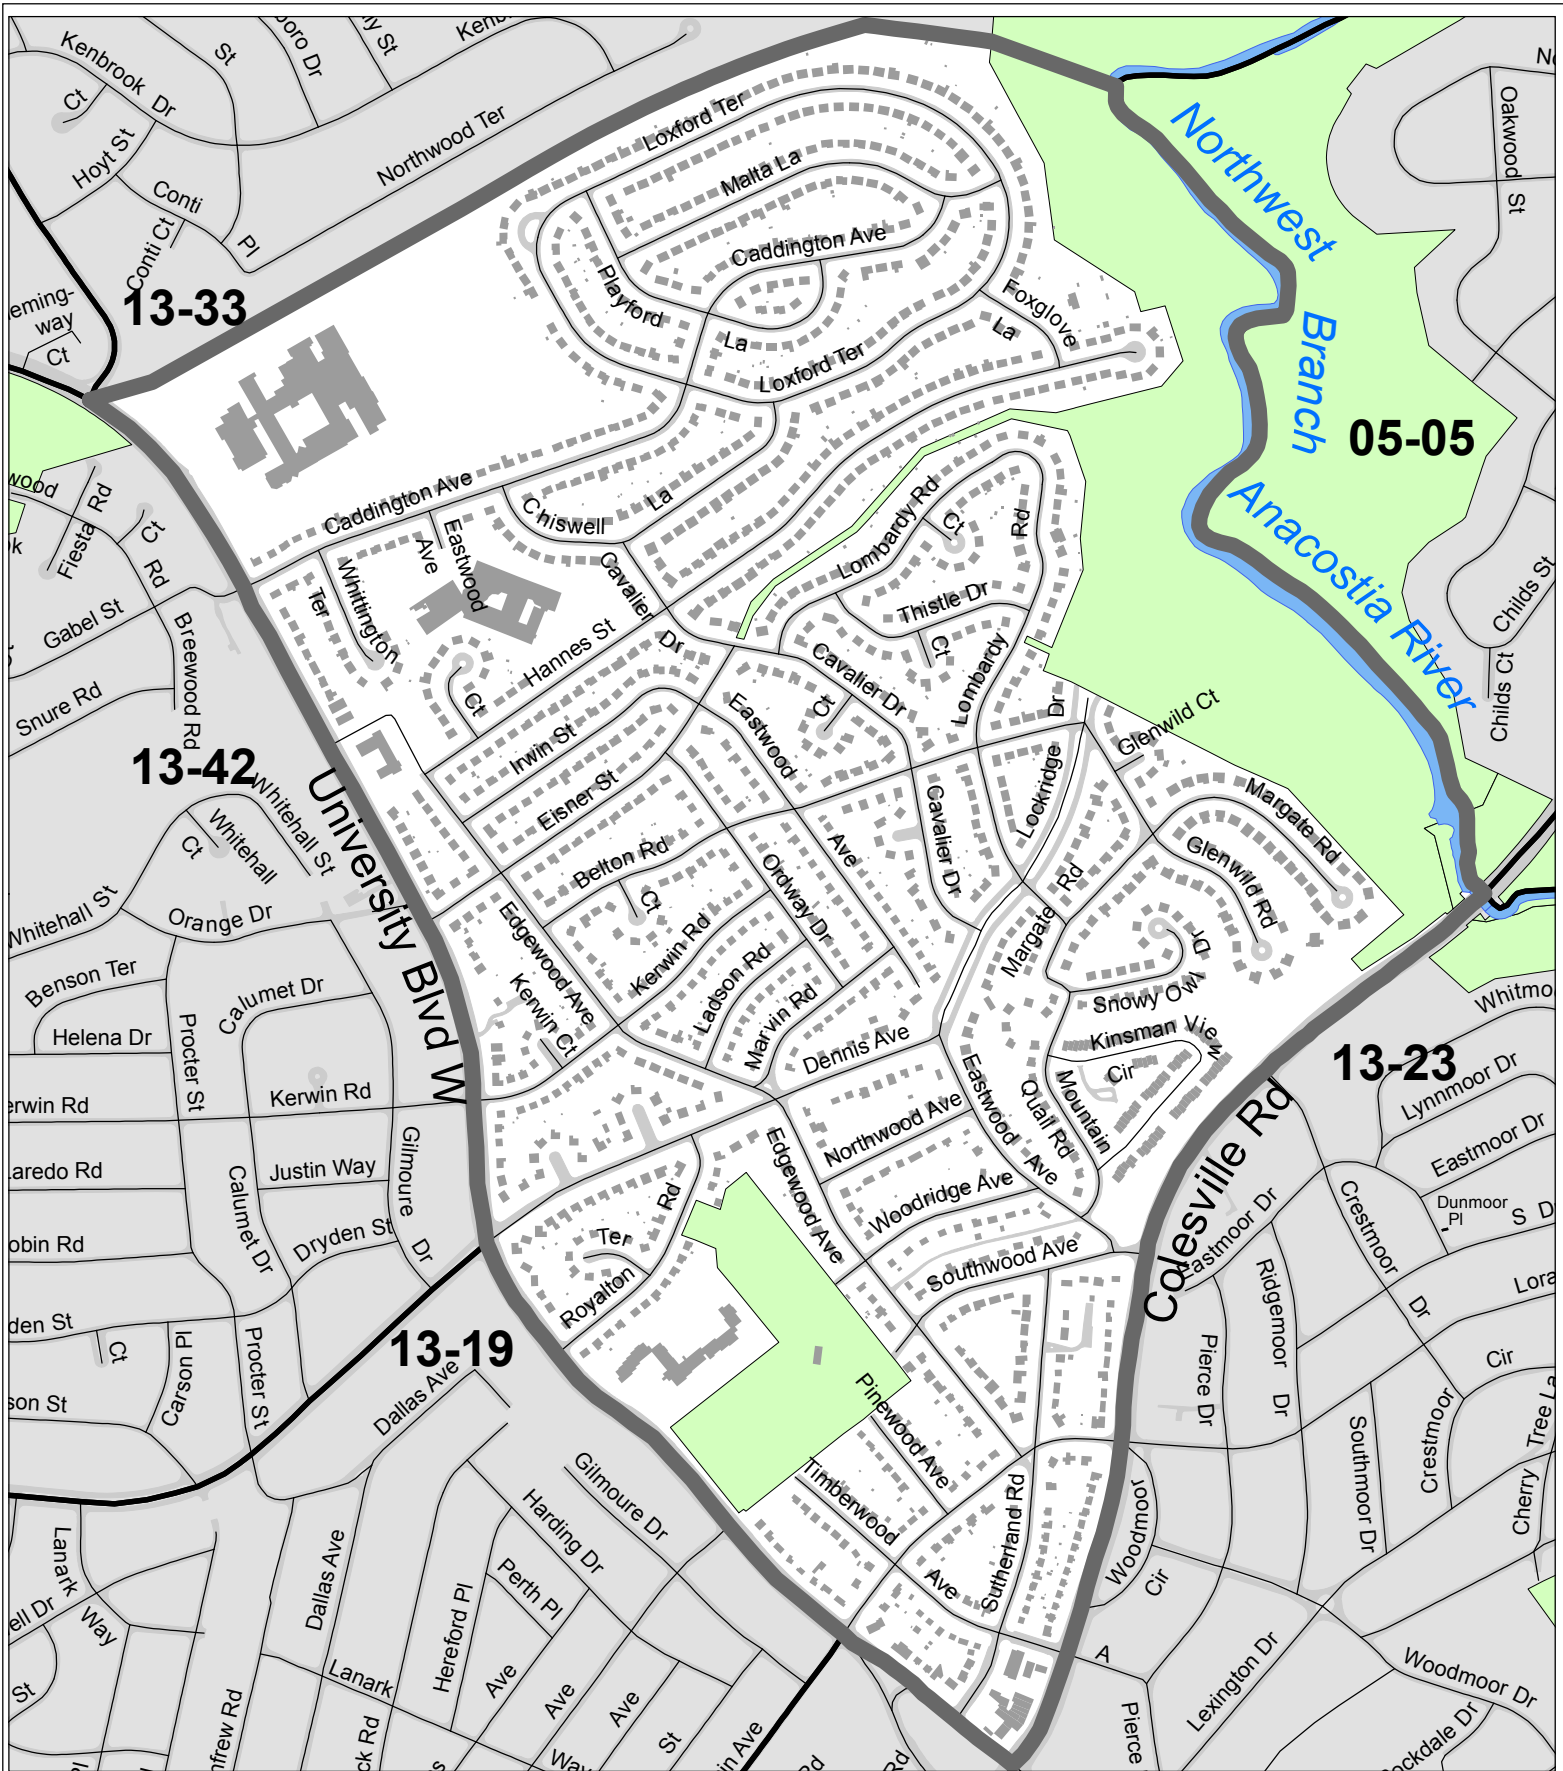 Kenbrook Dr
Ct
St
Hoyt St
Conti Pl
Conti Ct
Northwood Ter
13-33
way
Ct
Loxford Ter
Malta La
Caddington Ave
Playford La
Loxford Ter
Foxglove La
Northwest Branch Anacostia River
Oakwood St
05-05
Childs St
Childs Ct
Fiesta Rd
Ct
Rd
Gabel St
Snure Rd
Breewood Rd
13-42
Caddington Ave
Chiswell La
Eastwood Ave
Whittington Ter
Cavalier Dr
Hannes St
Ct
Lombardy Rd
Ct
Rd
Thistle Dr
Ct
Lombardy
Cavalier Dr
Ct
Irwin St
Eisner St
Eastwood Ave
Belton Rd
Ct
Ordway Dr
Cavalier Dr
Lockridge Dr
Glenwild Ct
Margate Rd
Glenwild Rd
Margate Rd
Snowy Owl Dr
Kinsman View Cir
Mountain Quail Rd
University Blvd W
Whitehall St
Whitehall Ct
Whitehall St
Orange Dr
Benson Ter
Helena Dr
Calumet Dr
Procter St
Kerwin Rd
Justin Way
Gilmoure Dr
Calumet Dr
Dryden St
Edgewood Ave
Kerwin Ct
Kerwin Rd
Ladson Rd
Marvin Rd
Dennis Ave
Northwood Ave
Eastwood Ave
Woodridge Ave
Edgewood Ave
Southwood Ave
Royalton Rd
Ter
Colesville Rd
13-23
Whitmo
Lynnmoor Dr
Eastmoor Dr
Dunmoor Pl
S D
Crestmoor Dr
Eastmoor Dr
Ridgemoor Dr
Pierce Dr
Cir
Crestmoor
Southmoor Dr
Cherry Tree La
13-19
Ct
Carson Pl
Procter St
Dallas Ave
Pinewood Ave
Timberwood Ave
Sutherland Rd
Woodmoor Cir
Gilmoure Dr
Harding Dr
Perth Pl
Hereford Pl
Dallas Ave
Lanark Way
Lanark Way
Ave
Ave
Ave
St
St
Rd
Rd
A
Pierce
Lexington Dr
Woodmoor Dr